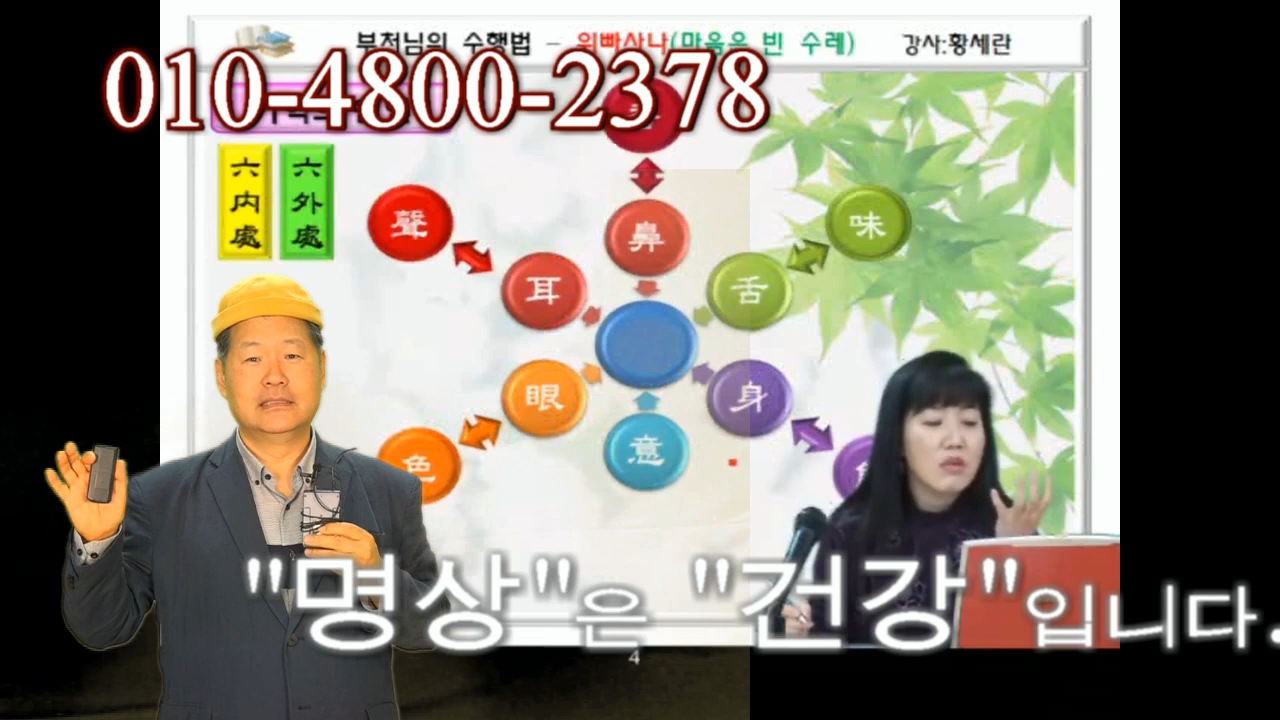 부처님의 수행법 - 위빠사나(마음은 빈 수레) 강사:황세란
010-4800-2378
六内處
六外處
聲
鼻
味
耳
舌
眼
身
意
色
"명상"은 "건강"입니다.
4